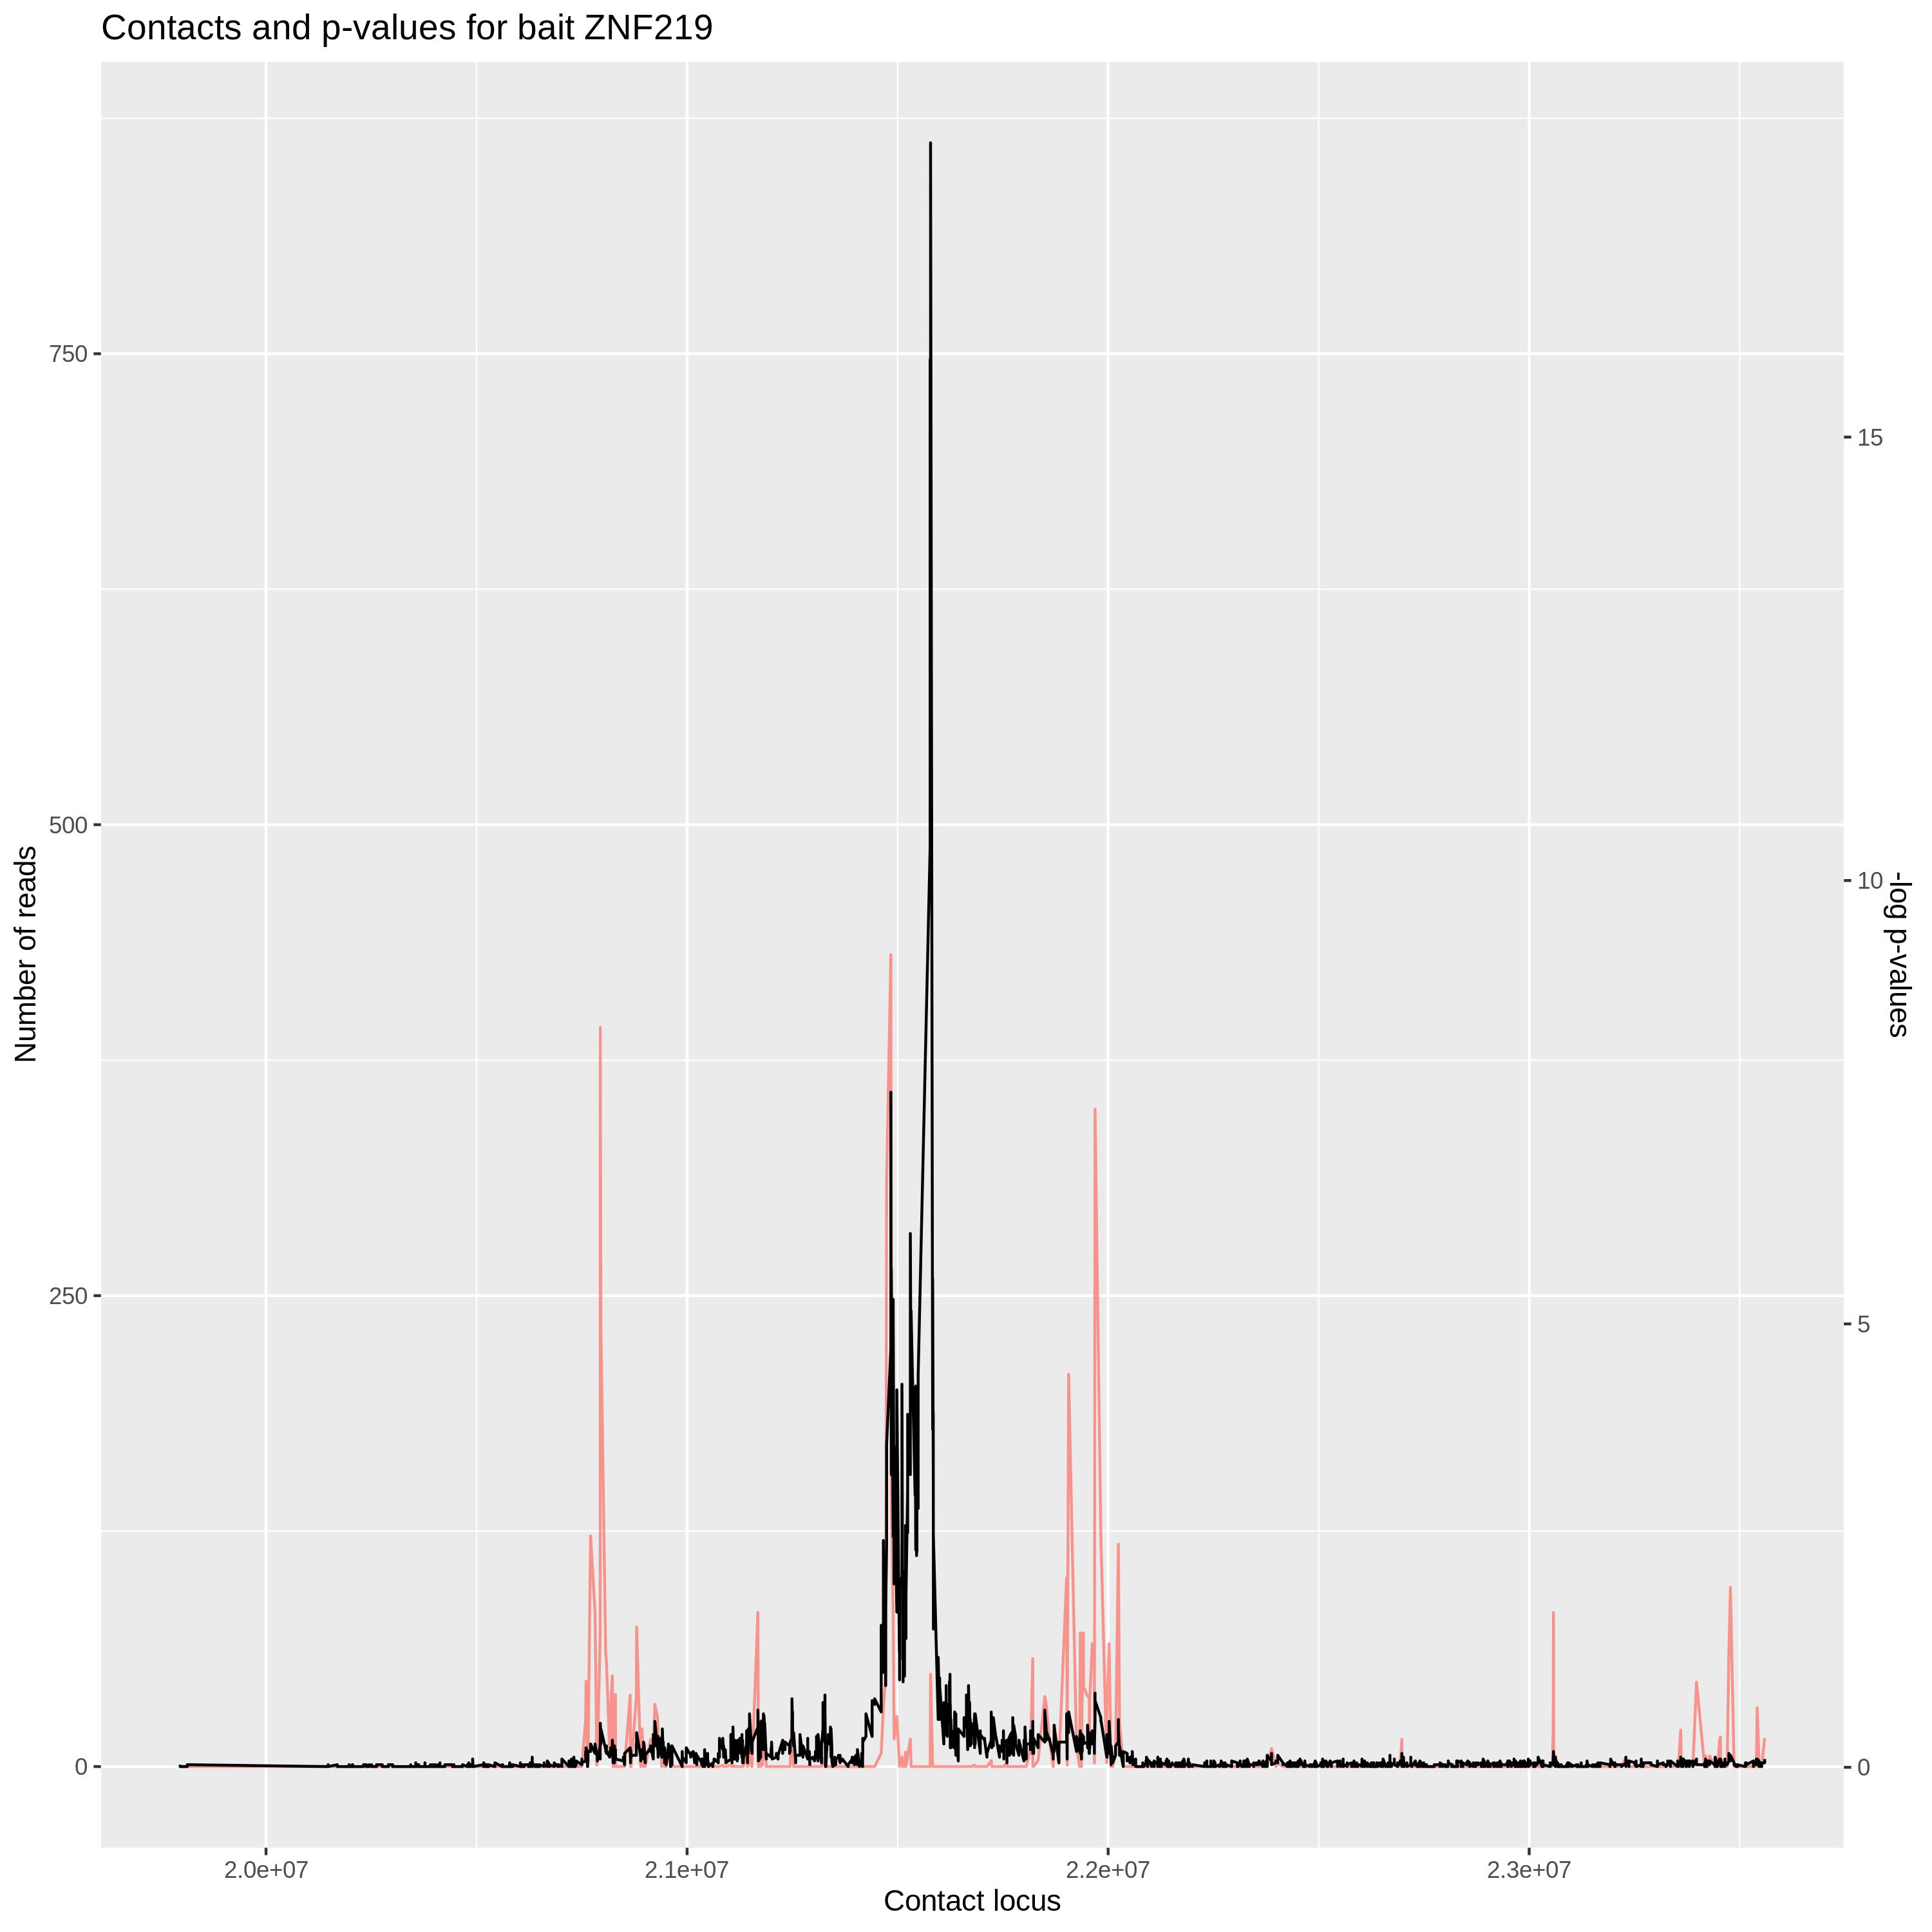 Contacts and p-values for bait ZNF219
Number of reads
750
500
250
0
15
10
5
0
-log p-values
2.0e+07
2.1e+07
2.2e+07
2.3e+07
Contact locus